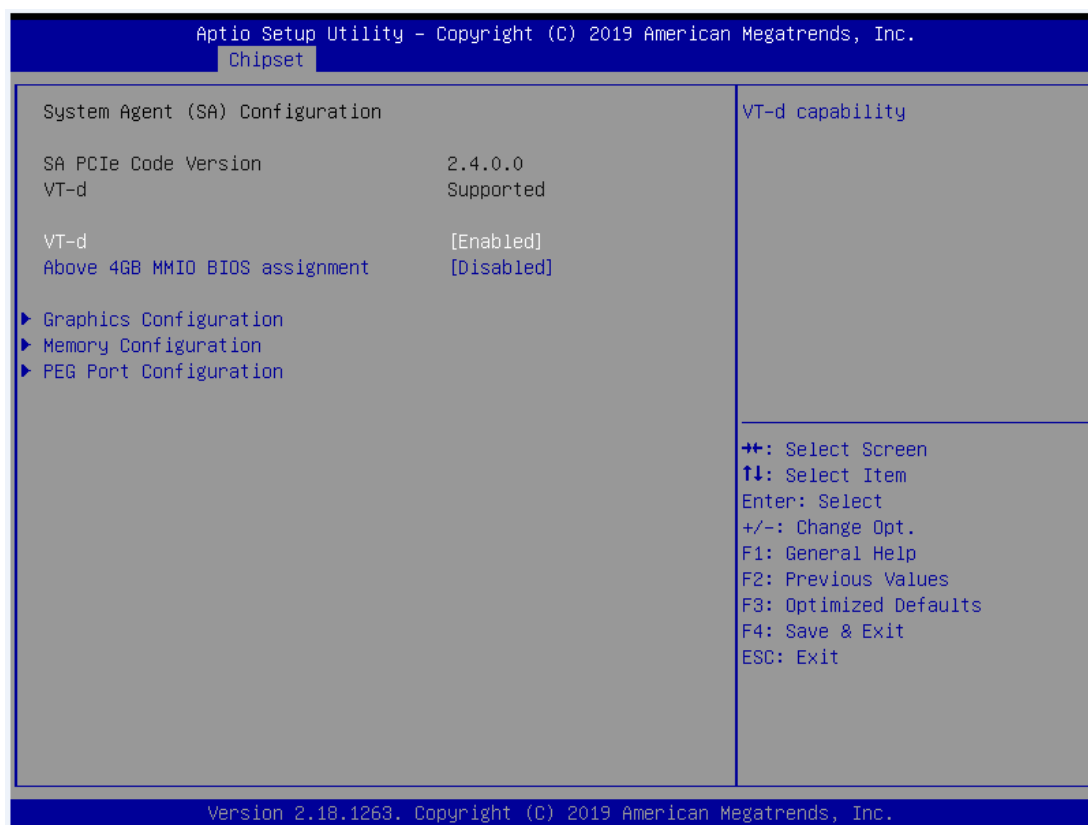 Aptio Setup Utility – Copyright (C) 2019 American Megatrends, Inc.
Chipset
System Agent (SA) Configuration
SA PCIe Code Version 2.4.0.0
VT-d Supported
VT-d [Enabled]
Above 4GB MMIO BIOS assignment [Disabled]
Graphics Configuration
Memory Configuration
PEG Port Configuration
VT-d capability
→←: Select Screen
↑↓: Select Item
Enter: Select
+/-: Change Opt.
F1: General Help
F2: Previous Values
F3: Optimized Defaults
F4: Save & Exit
ESC: Exit
Version 2.18.1263. Copyright (C) 2019 American Megatrends, Inc.